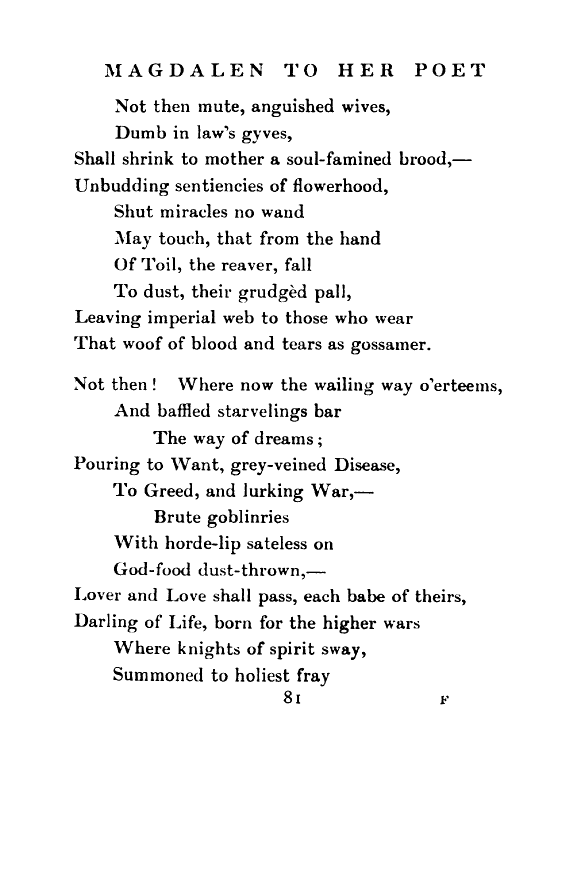 MAGDALEN TO HER POET
Not then mute, anguished wives,
Dumb in law's gyves,
Shall shrink to mother a soul-famined brood,—
Unbudding sentiencies of flowerhood,
Shut miracles no wand
May touch, that from the hand
Of Toil, the reaver, fall
To dust, their grudgèd pall,
Leaving imperial web to those who wear
That woof of blood and tears as gossamer.
Not then! Where now the wailing way o'erteems,
And baffled starvelings bar
The way of dreams;
Pouring to Want, grey-veined Disease,
To Greed, and lurking War,—
Brute goblinries
With horde-lip sateless on
God-food dust-thrown,—
Lover and Love shall pass, each babe of theirs,
Darling of Life, born for the higher wars
Where knights of spirit sway,
Summoned to holiest fray
81 F